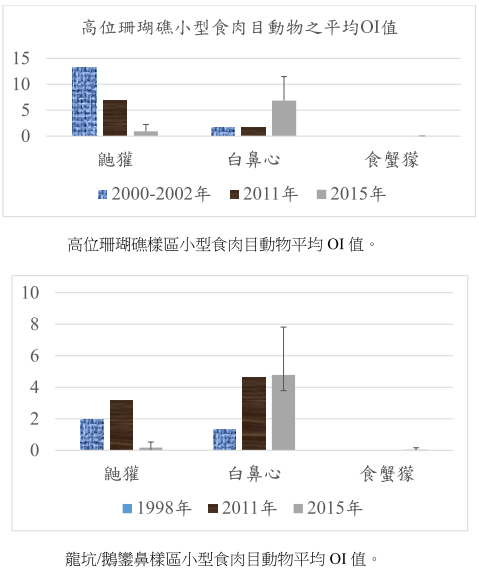 高位珊瑚礁小型食肉目動物之平均OI值
15
10
5
0
鼬獾 白鼻心 食蟹獴
2000-2002年 2011年 2015年
高位珊瑚礁樣區小型食肉目動物平均 OI 值。
10
8
6
4
2
0
鼬獾 白鼻心 食蟹獴
1998年 2011年 2015年
龍坑/鵝鑾鼻樣區小型食肉目動物平均 OI 值。